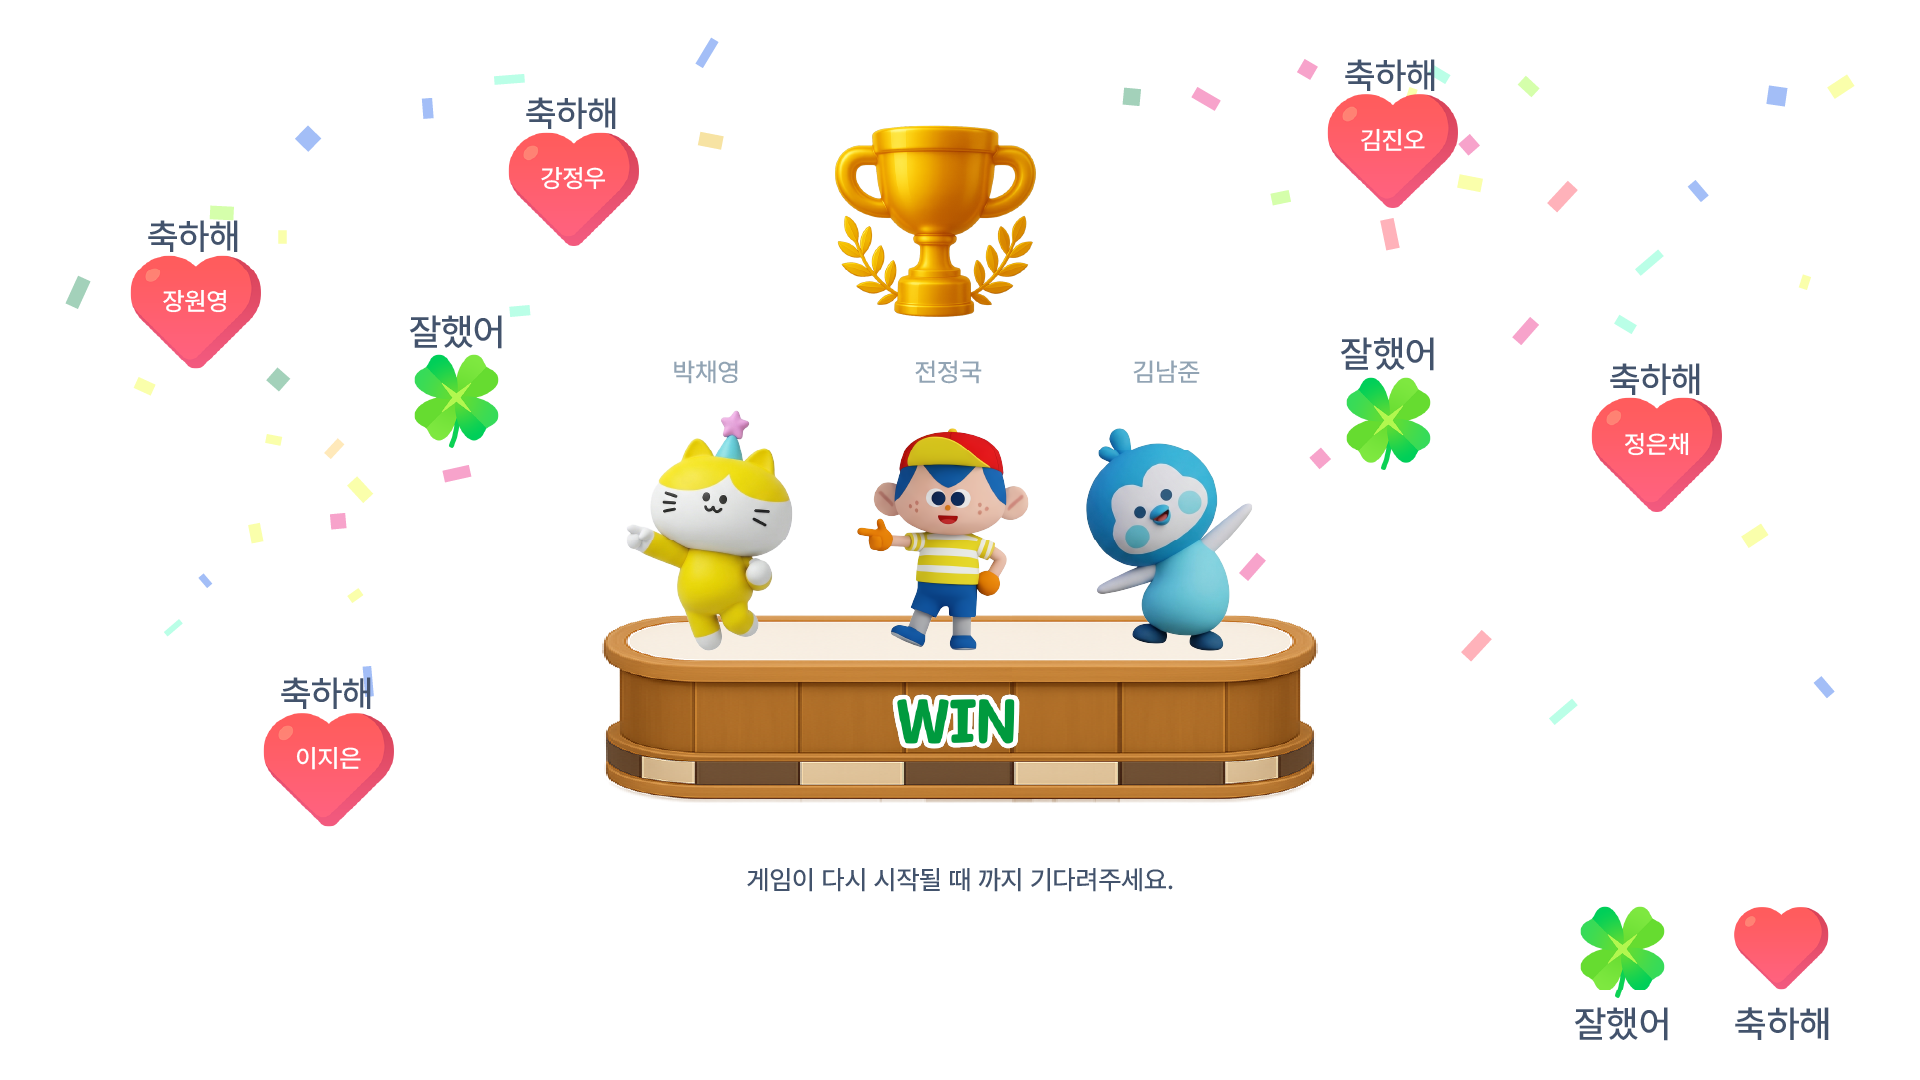 축하해
강정우
축하해
김진오
축하해
장원영
잘했어
잘했어
축하해
정은채
박채영
전정국
김남준
축하해
이지은
WIN
게임이 다시 시작될 때 까지 기다려주세요.
잘했어
축하해